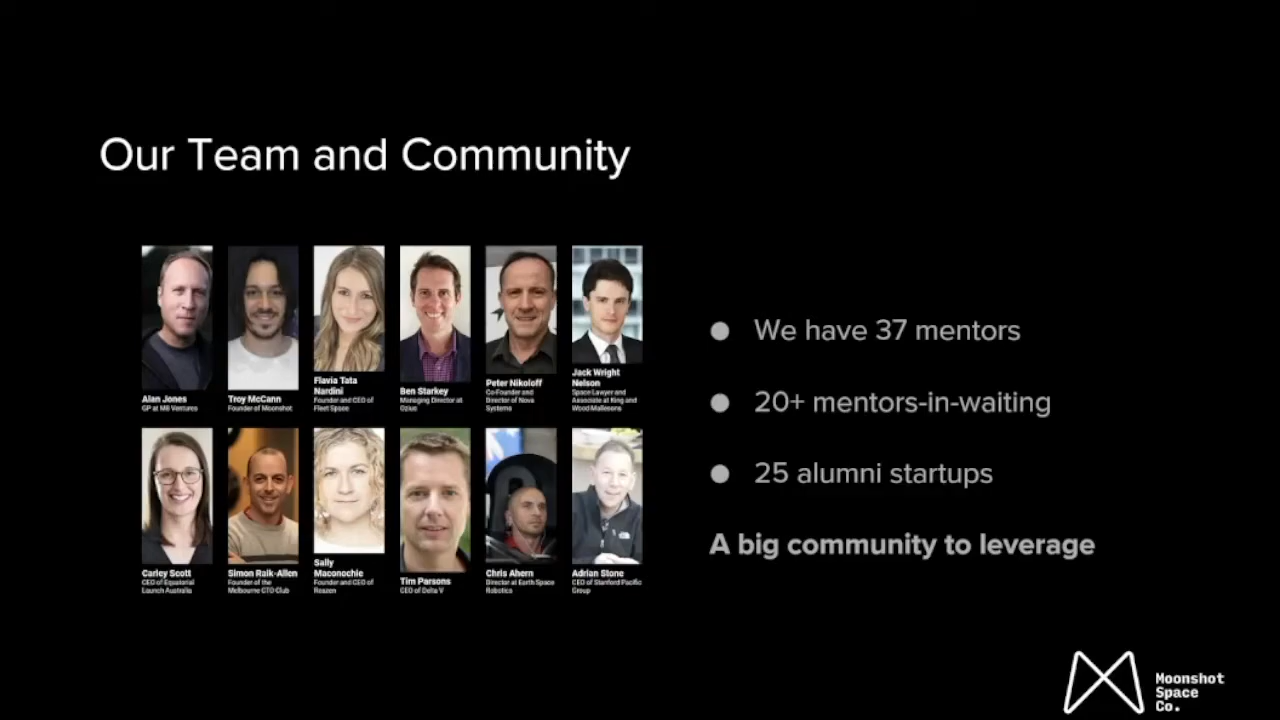 Our Team and Community
Alan Jones
GP at M8 Ventures
Troy McCann
Founder of Moonshot
Flavia Tata
Nardini
Founder and CEO of
Fleet Space
Ben Starkey
Managing Director at
Ozius
Peter Nikoloff
Co-Founder and
Director of Nova
Systems
Jack Wright
Nelson
Space Lawyer and
Associate at King and
Wood Mallesons
Carley Scott
CEO of Equatorial
Launch Australia
Simon Raik-Allen
Founder of the
Melbourne CTO Club
Sally
Maconochie
Founder and CEO of
Tim Parsons
CEO of Delta V
Chris Ahern
Director at Earth Space
Robotics
Adrian Stone
CEO of Stanford Pacific
Group
● We have 37 mentors
● 20+ mentors-in-waiting
● 25 alumni startups
A big community to leverage
Moonshot
Space
Co.